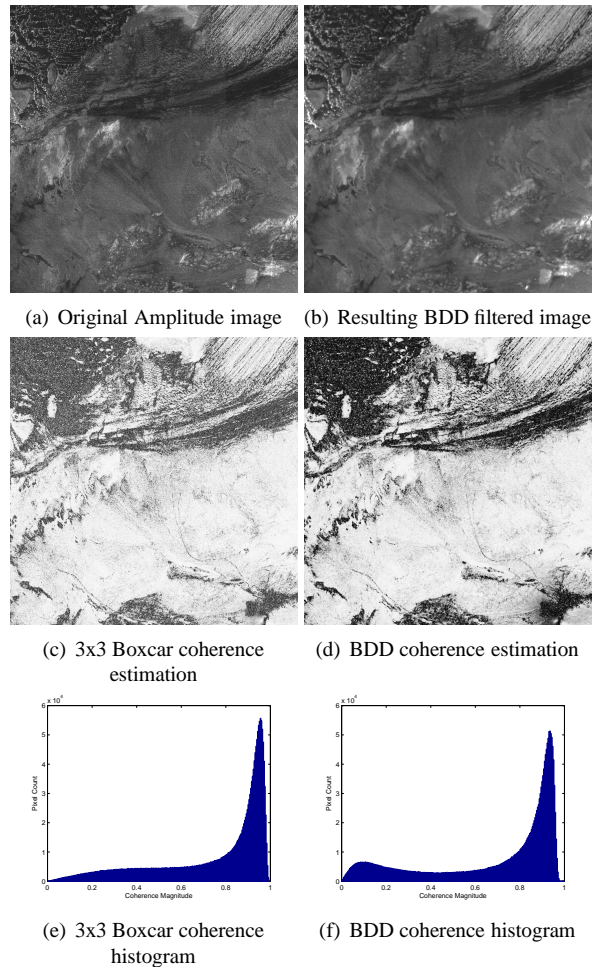 (a) Original Amplitude image
(b) Resulting BDD filtered image
(c) 3x3 Boxcar coherence
estimation
(d) BDD coherence estimation
x 10^4
6
5
4
3
2
1
0
Pixel Count
0 0.2 0.4 0.6 0.8 1
Coherence Magnitude
x 10^4
6
5
4
3
2
1
0
Pixel Count
0 0.2 0.4 0.6 0.8 1
Coherence Magnitude
(e) 3x3 Boxcar coherence
histogram
(f) BDD coherence histogram